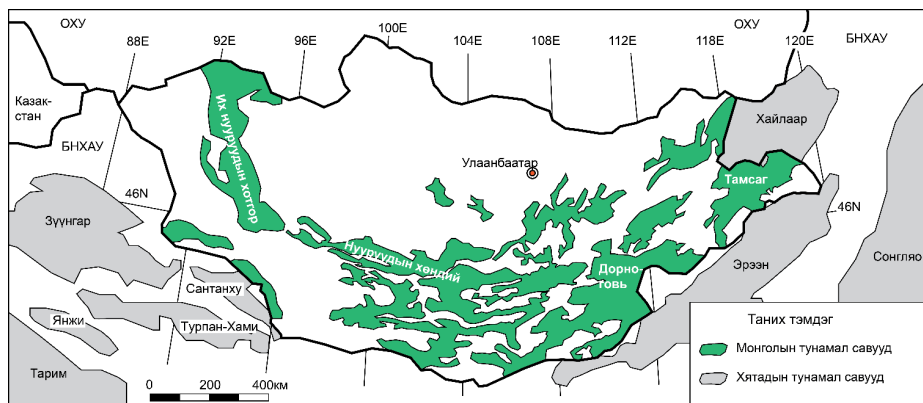 ОХУ
ОХУ
БНХАУ
88E
92E
96E
100E
104E
108E
112E
118E
120E
Казак-
стан
БНХАУ
Хайлаар
Их нууруудын хотгор
Улаанбаатар
Тамсаг
46N
46N
Зүүнгар
Нууруудын хөндий
Дорно-
говь
Эрээн
Сонгляо
Сантанху
Янжи
Турпан-Хами
Тарим
0 200 400км
Таних тэмдэг
Монголын тунамал савууд
Хятадын тунамал савууд